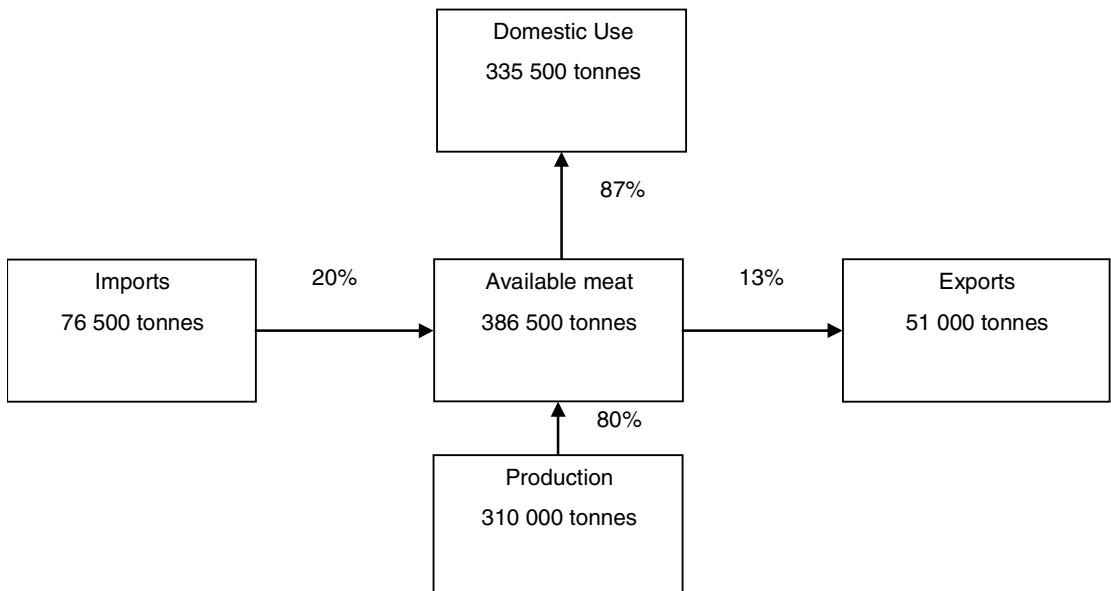 Domestic Use
335 500 tonnes
87%
Imports
76 500 tonnes
20%
Available meat
386 500 tonnes
13%
Exports
51 000 tonnes
80%
Production
310 000 tonnes